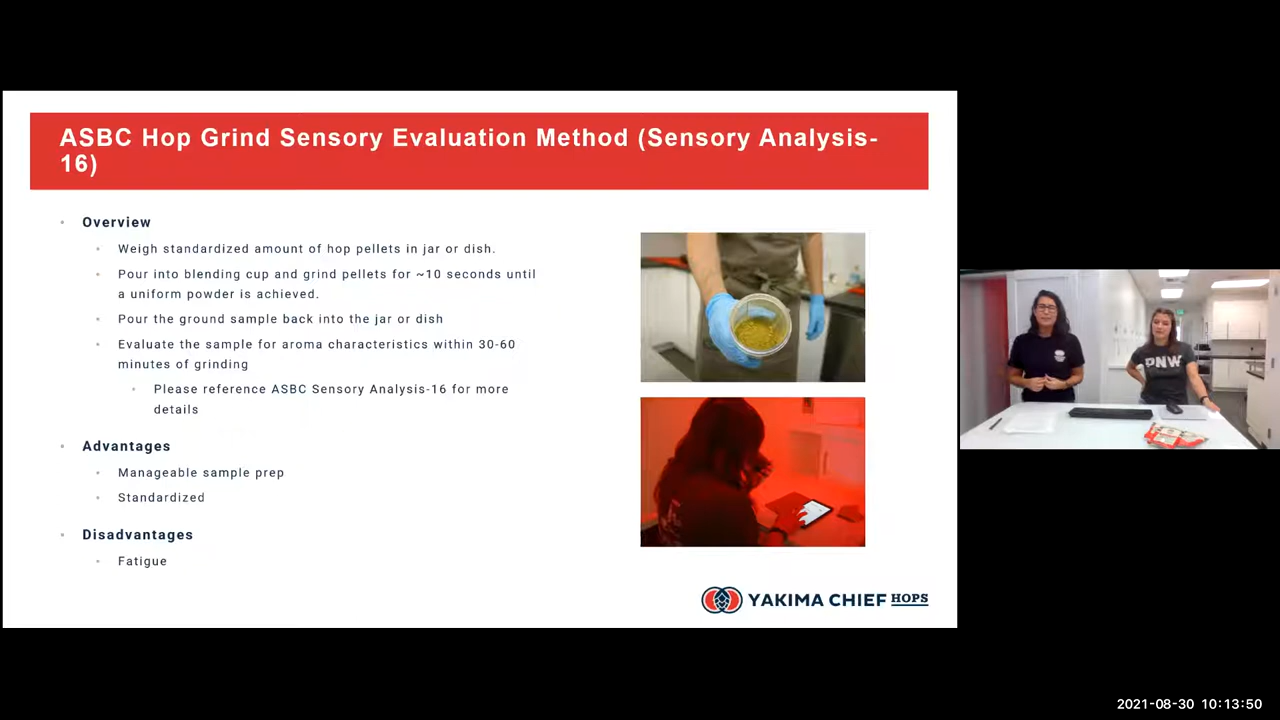 ASBC Hop Grind Sensory Evaluation Method (Sensory Analysis-
16)
Overview
Weigh standardized amount of hop pellets in jar or dish.
Pour into blending cup and grind pellets for ~10 seconds until
a uniform powder is achieved.
Pour the ground sample back into the jar or dish
Evaluate the sample for aroma characteristics within 30-60
minutes of grinding
Please reference ASBC Sensory Analysis-16 for more
details
Advantages
Manageable sample prep
Standardized
Disadvantages
Fatigue
YAKIMA CHIEF HOPS
PNW
2021-08-30 10:13:50